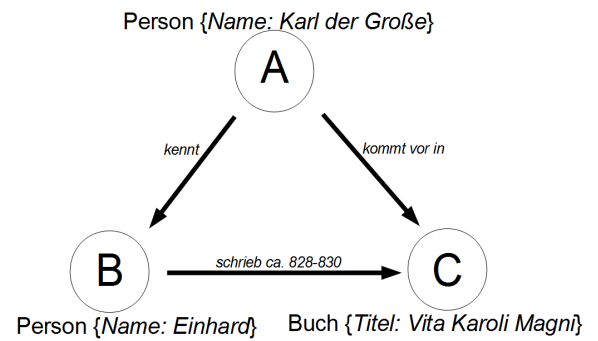 Person {Name: Karl der Große}
A
kennt
kommt vor in
B
schrieb ca. 828-830
C
Person {Name: Einhard}
Buch {Titel: Vita Karoli Magni}